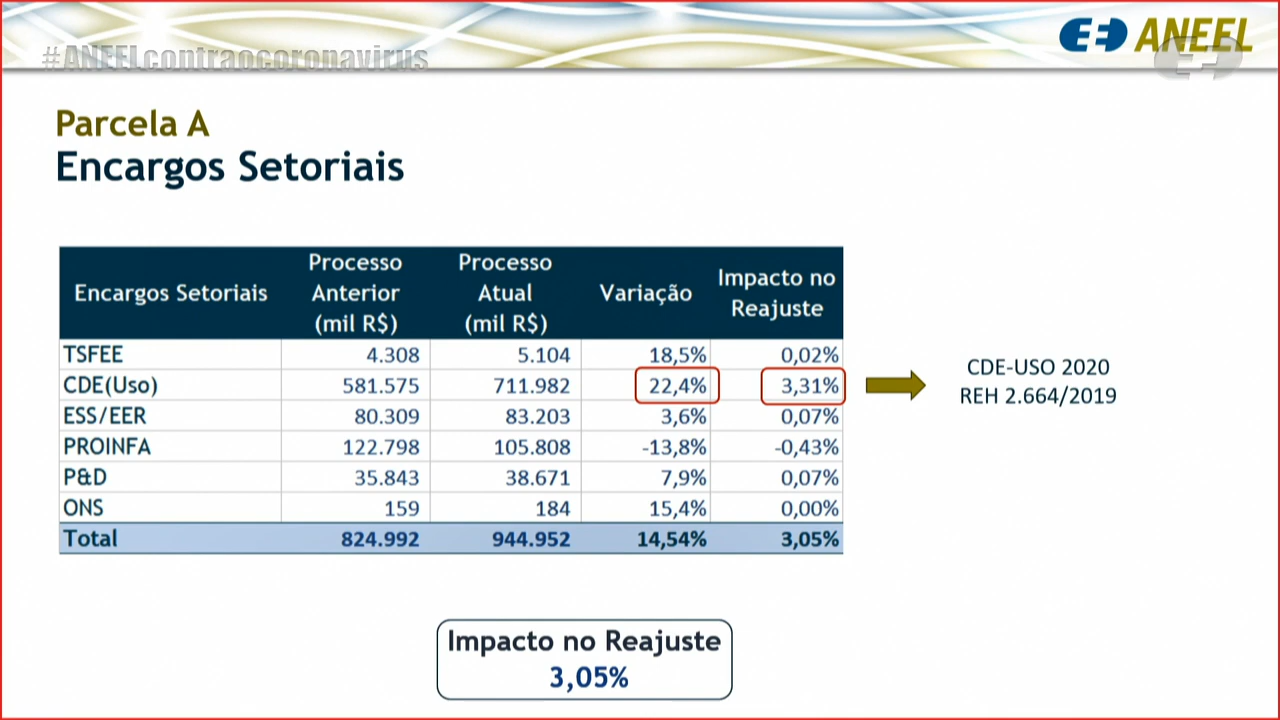 #ANEELcontraocoronavirus
ANEEL
Parcela A
Encargos Setoriais
Encargos Setoriais Processo Anterior (mil R$) Processo Atual (mil R$) Variação Impacto no Reajuste
TSFEE 4.308 5.104 18,5% 0,02%
CDE(Uso) 581.575 711.982 22,4% 3,31%
ESS/EER 80.309 83.203 3,6% 0,07%
PROINFA 122.798 105.808 -13,8% -0,43%
P&D 35.843 38.671 7,9% 0,07%
ONS 159 184 15,4% 0,00%
Total 824.992 944.952 14,54% 3,05%
CDE-USO 2020
REH 2.664/2019
Impacto no Reajuste
3,05%